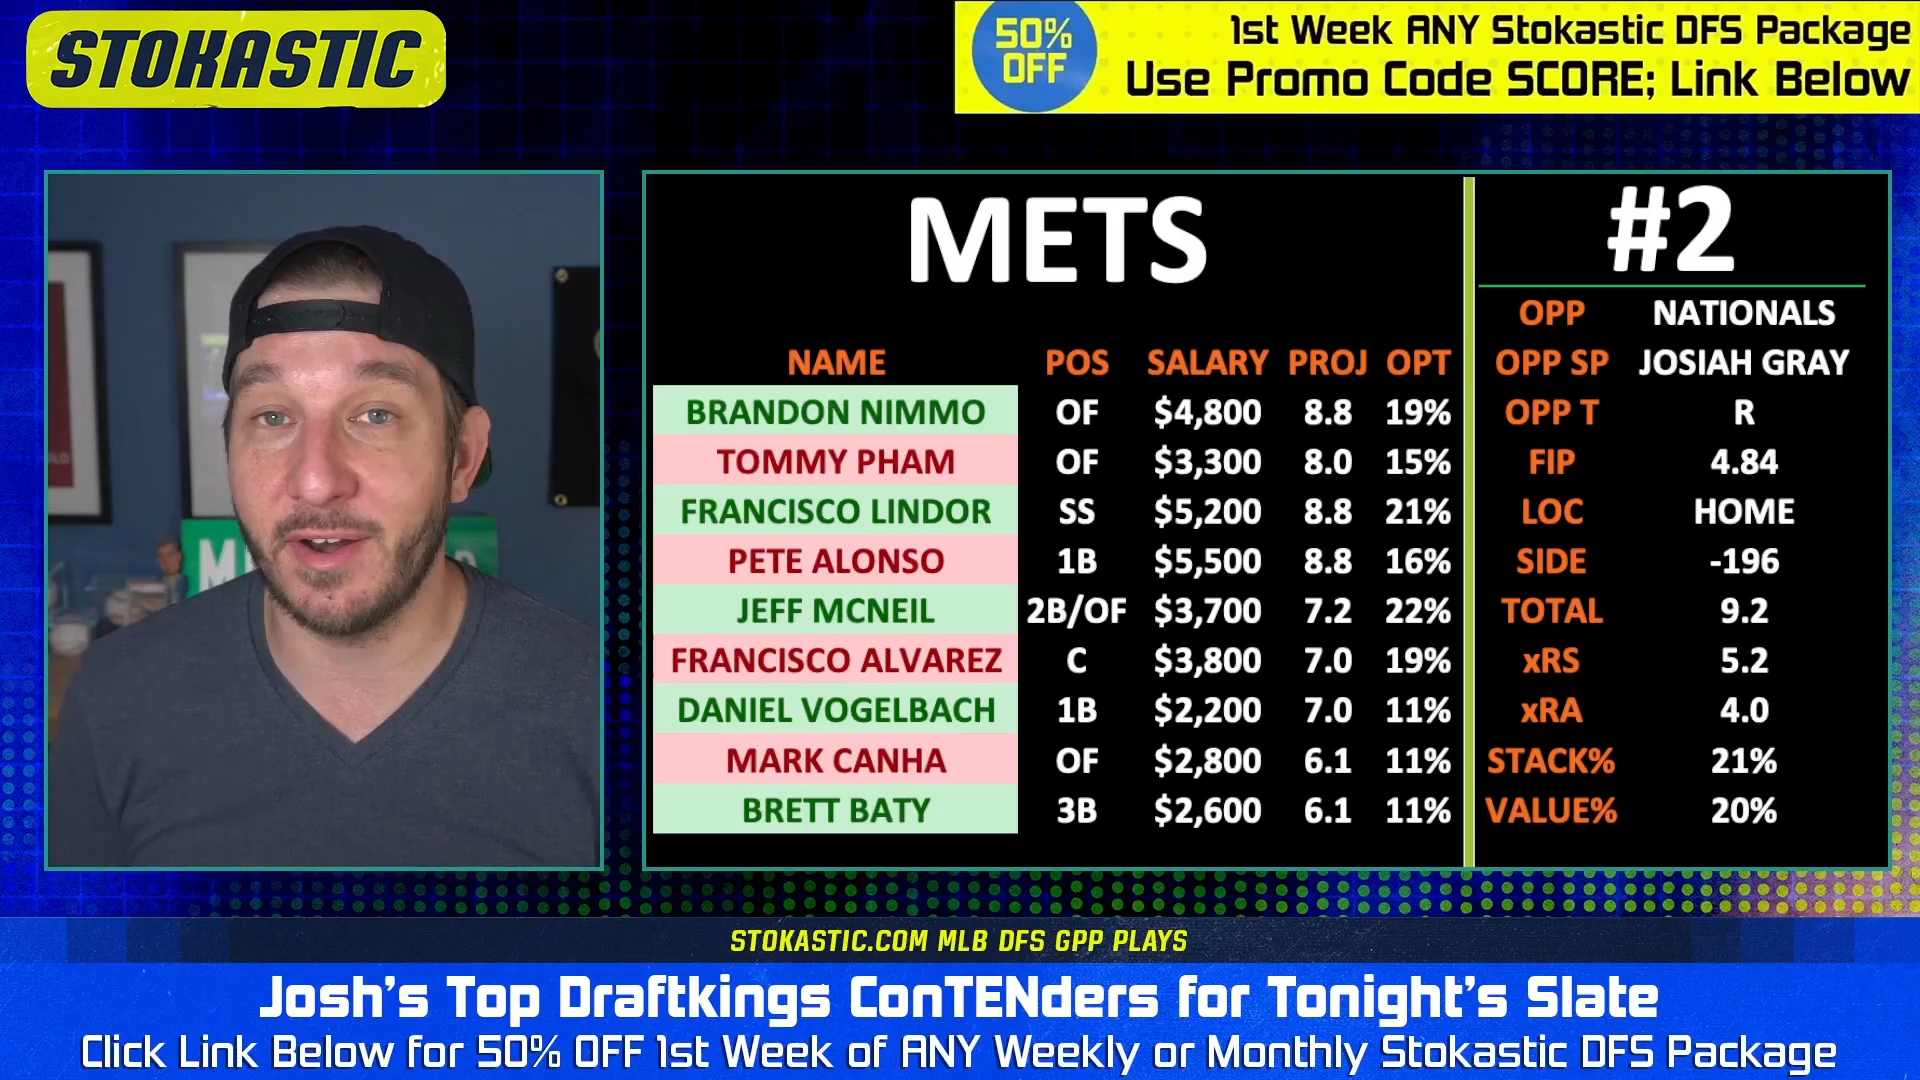 STOKASTIC
50% OFF
1st Week ANY Stokastic DFS Package
Use Promo Code SCORE; Link Below
METS
NAME POS SALARY PROJ OPT
BRANDON NIMMO OF $4,800 8.8 19%
TOMMY PHAM OF $3,300 8.0 15%
FRANCISCO LINDOR SS $5,200 8.8 21%
PETE ALONSO 1B $5,500 8.8 16%
JEFF MCNEIL 2B/OF $3,700 7.2 22%
FRANCISCO ALVAREZ C $3,800 7.0 19%
DANIEL VOGELBACH 1B $2,200 7.0 11%
MARK CANHA OF $2,800 6.1 11%
BRETT BATY 3B $2,600 6.1 11%
#2
OPP NATIONALS
OPP SP JOSIAH GRAY
OPP T R
FIP 4.84
LOC HOME
SIDE -196
TOTAL 9.2
xRS 5.2
xRA 4.0
STACK% 21%
VALUE% 20%
STOKASTIC.COM MLB DFS GPP PLAYS
Josh's Top Draftkings ConTENders for Tonight's Slate
Click Link Below for 50% OFF 1st Week of ANY Weekly or Monthly Stokastic DFS Package